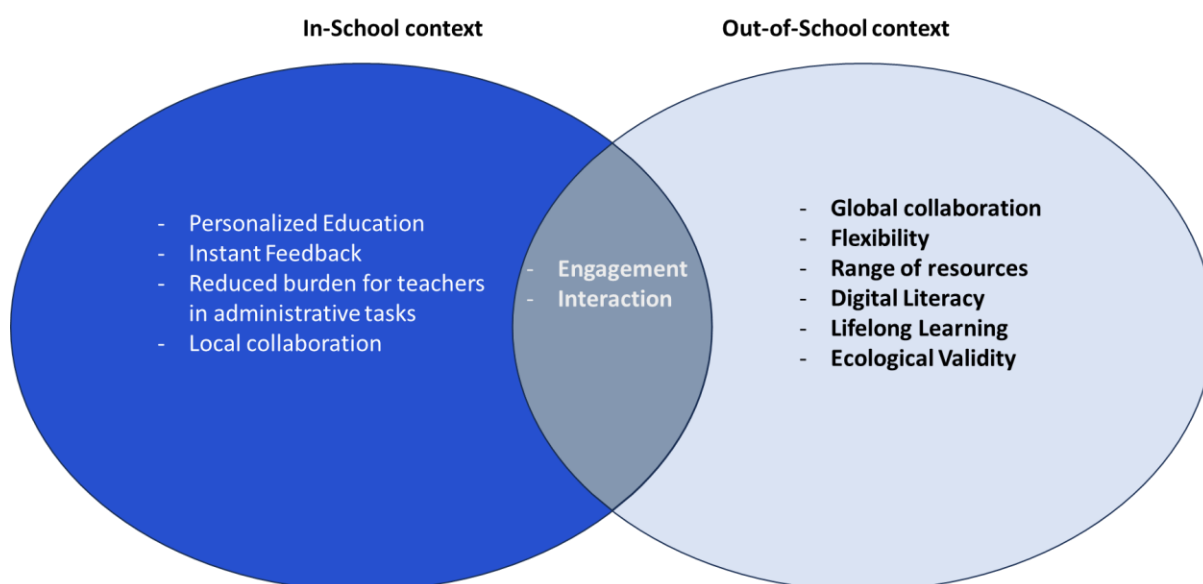 In-School context
Out-of-School context
- Personalized Education
- Instant Feedback
- Reduced burden for teachers
in administrative tasks
- Local collaboration
- Engagement
- Interaction
- Global collaboration
- Flexibility
- Range of resources
- Digital Literacy
- Lifelong Learning
- Ecological Validity